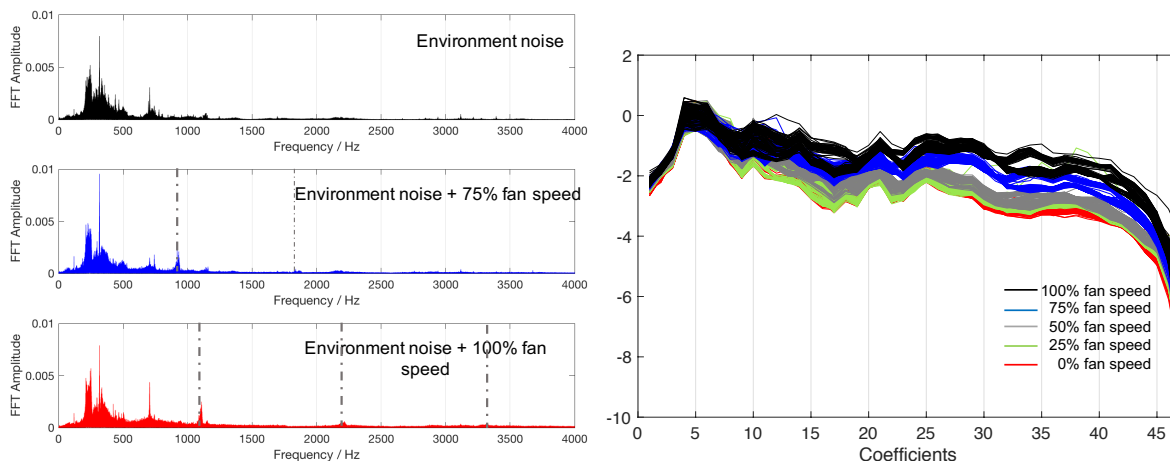 0.01
0.005
0
FFT Amplitude
Environment noise
0 500 1000 1500 2000 2500 3000 3500 4000
Frequency / Hz
0.01
0.005
0
FFT Amplitude
Environment noise + 75% fan speed
0 500 1000 1500 2000 2500 3000 3500 4000
Frequency / Hz
0.01
0.005
0
FFT Amplitude
Environment noise + 100% fan
speed
0 500 1000 1500 2000 2500 3000 3500 4000
Frequency / Hz
2
0
-2
-4
-6
-8
-10
100% fan speed
75% fan speed
50% fan speed
25% fan speed
0% fan speed
0 5 10 15 20 25 30 35 40 45
Coefficients